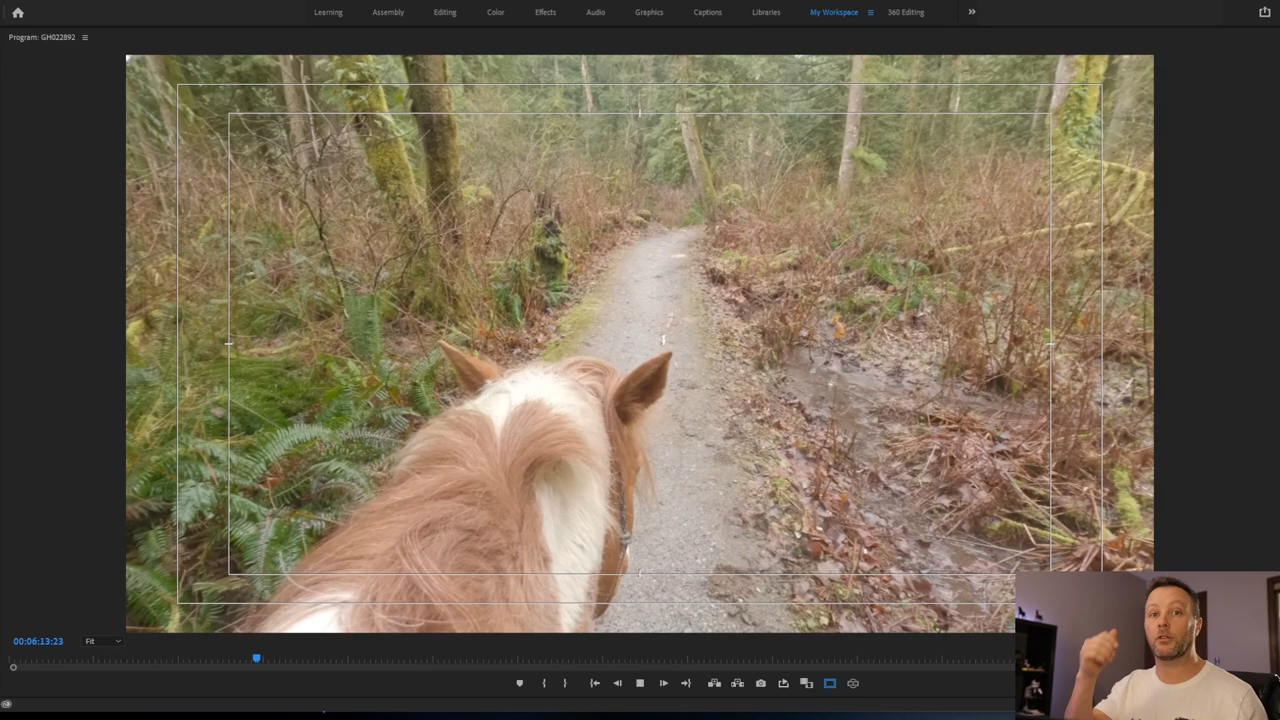 Learning Assembly Editing Color Effects Audio Graphics Captions Libraries My Workspace 360 Editing
Program: GH022892
00:06:13:23 Fit